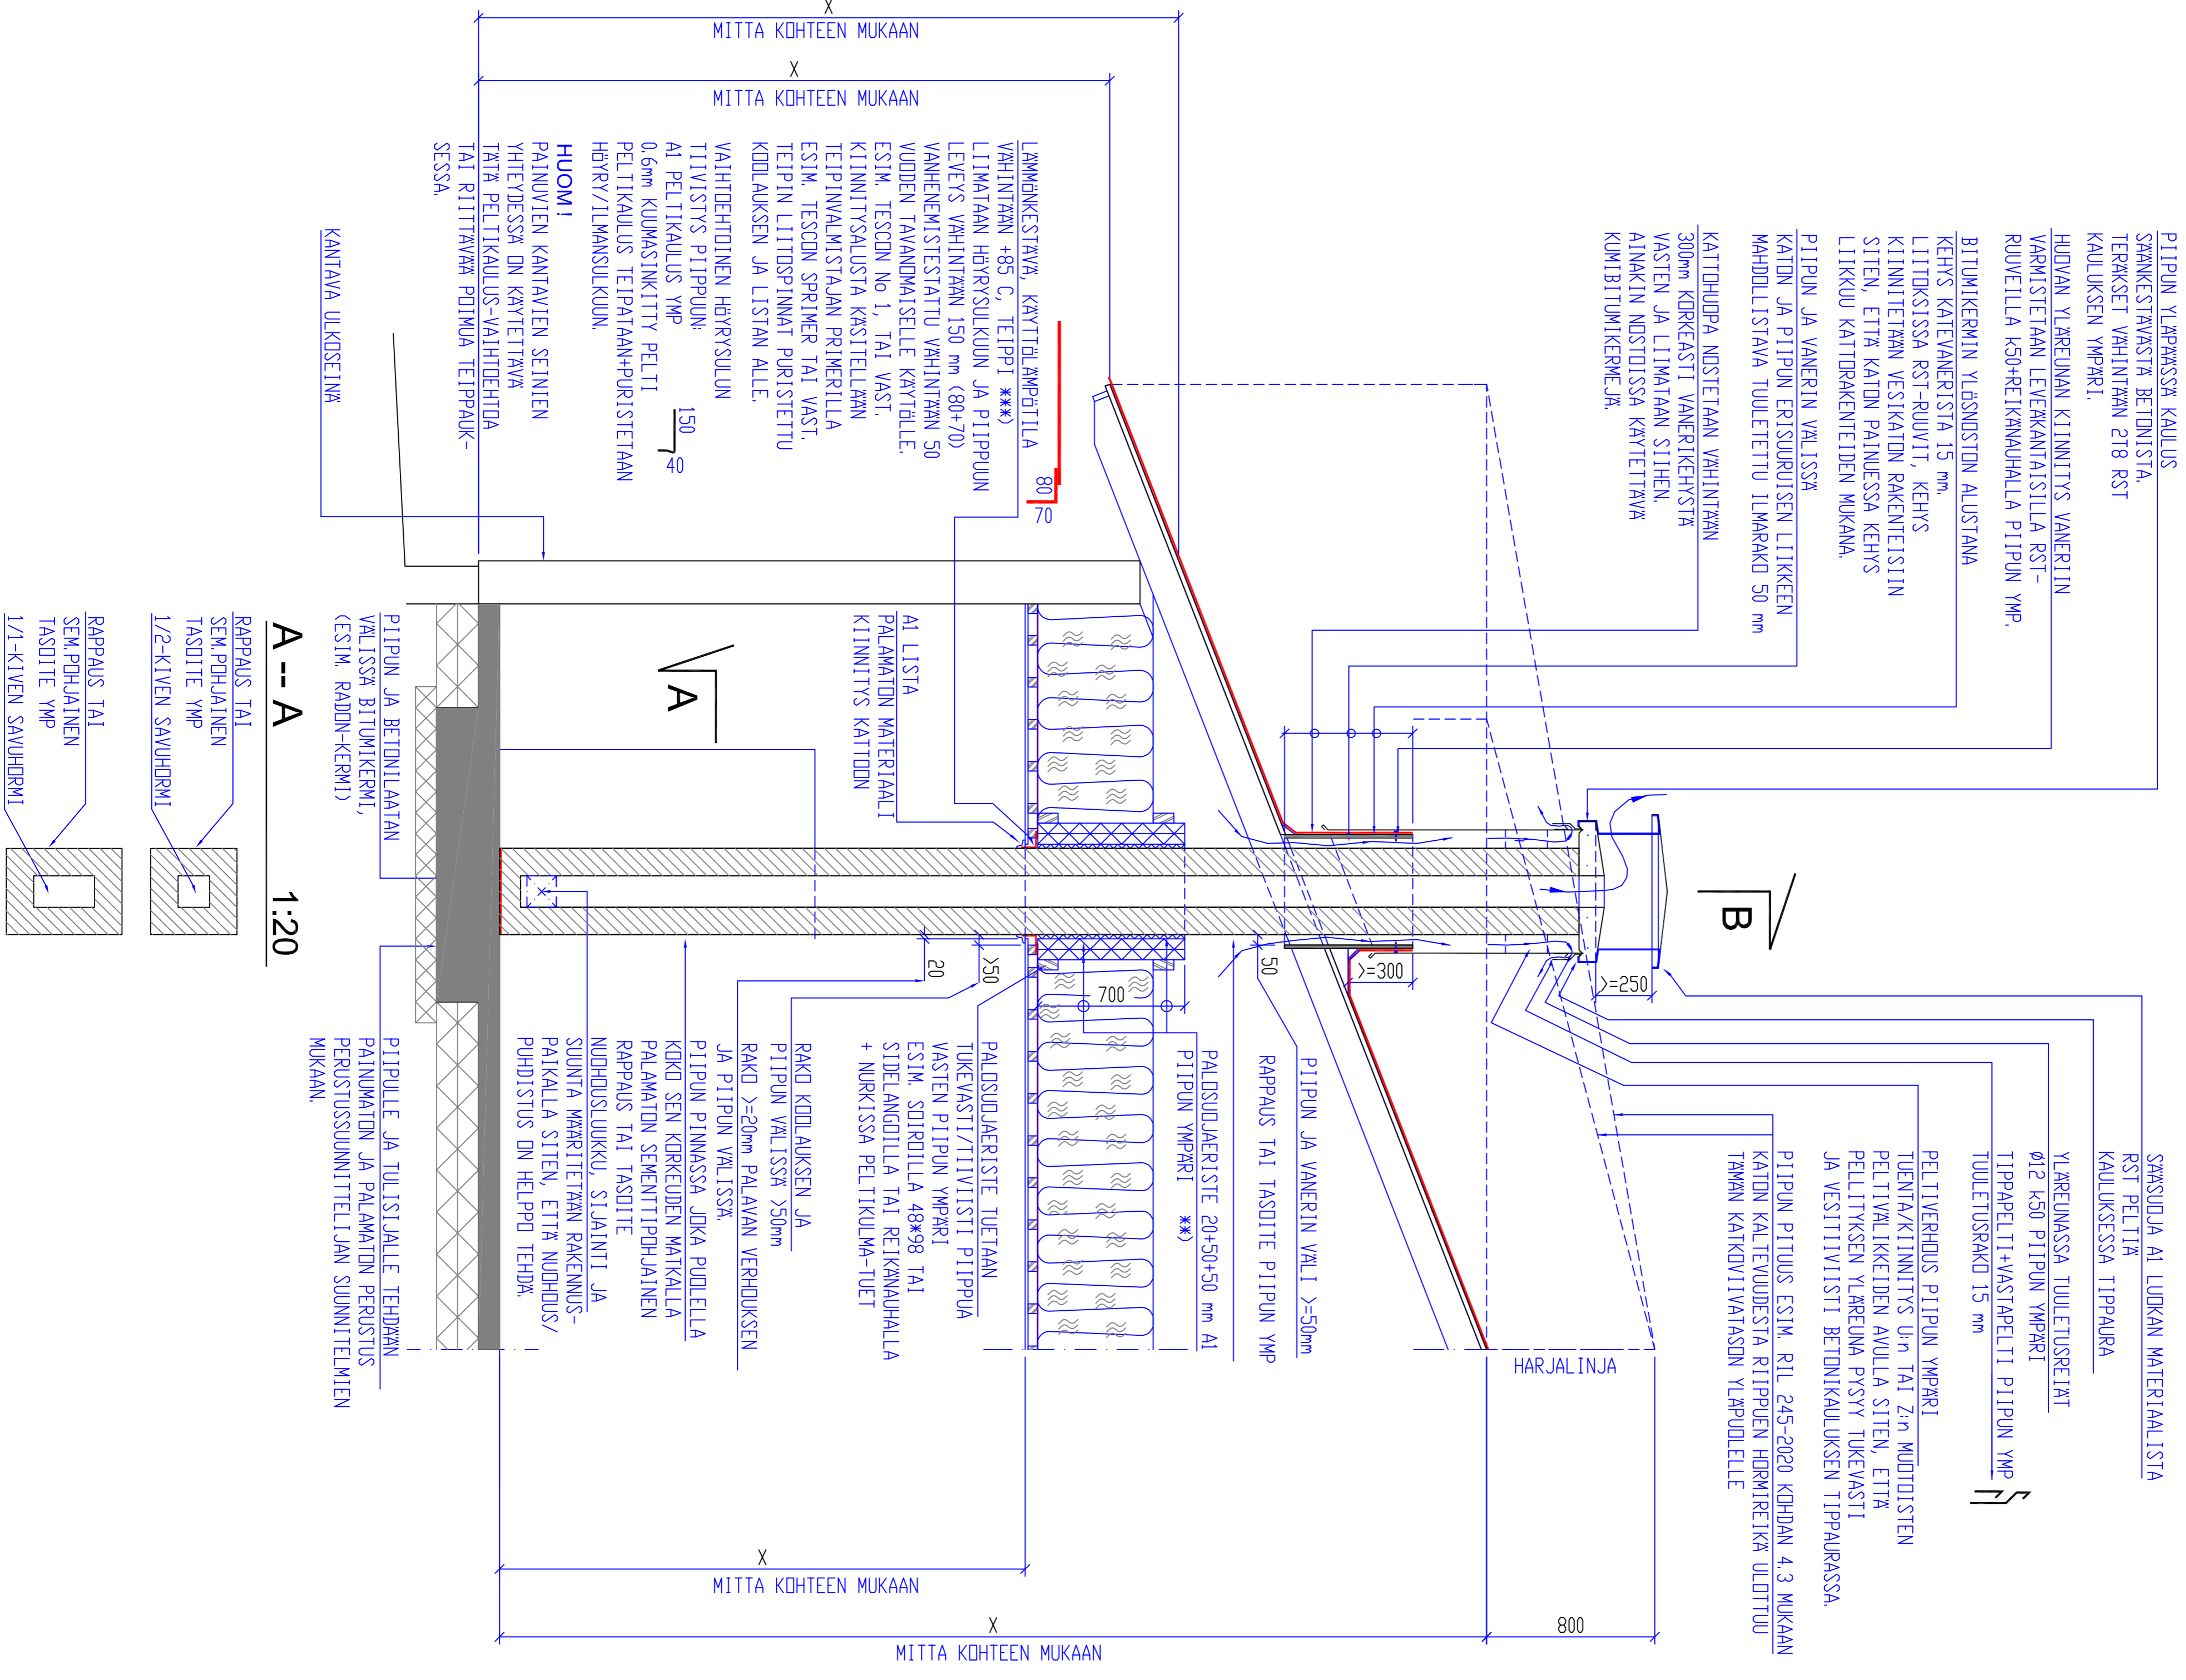 PIIPUN YLÄPÄÄSSÄ KAULUS
SÄÄNKESTÄVÄSTÄ BETONISTA.
TERÄKSET VÄHINTÄÄN 2T8 RST
KAULUKSEN YMPÄRI.
HUOVAN YLÄREUNAN KIINNITYS VANERIIN
VARMISTETAAN LEVEÄKANTAISILLA RST-
RUUVEILLA k50+REIKÄNAUHALLA PIIPUN YMP.
BITUMIKERMIN YLÖSNOSTON ALUSTANA
KEHYS KATEVANERISTA 15 mm.
LIITOKSISSA RST-RUUVIT, KEHYS
KIINNITETÄÄN VESIKATON RAKENTEISIIN
SITEN, ETTÄ KATON PAINUESSA KEHYS
LIIKKUU KATTORAKENTEIDEN MUKANA.
PIIPUN JA VANERIN VÄLISSÄ
KATON JA PIIPUN ERISUURUISEN LIIKKEEN
MAHDOLLISTAVA TUULETETTU ILMARAKO 50 mm
KATTOHUOPA NOSTETAAN VÄHINTÄÄN
300mm KORKEASTI VANERIKEHYSTÄ
VASTEN JA LIIMATAAN SIIHEN.
AINAKIN NOSTOISSA KÄYTETTÄVÄ
KUMIBITUMIKERMEJÄ.
B
>=250
>=300
50
700
>50
20
SÄÄSUOJA A1 LUOKAN MATERIAALISTA
RST PELTIÄ
KAULUKSESSA TIPPAURA
YLÄREUNASSA TUULETUSREIÄT
Ø12 k50 PIIPUN YMPÄRI
TIPPAPELTI+VASTAPELTI PIIPUN YMP
TUULETUSRAKO 15 mm
PELTIVERHOUS PIIPUN YMPÄRI
TUENTA/KIINNITYS U:n TAI Z:n MUOTOISTEN
PELTIVÄLIKKEIDEN AVULLA SITEN, ETTÄ
PELLITYKSEN YLÄREUNA PYSYY TUKEVASTI
JA VESITIIVIISTI BETONIKAULUKSEN TIPPAURASSA.
PIIPUN PITUUS ESIM. RIL 245-2020 KOHDAN 4.3 MUKAAN
KATON KALTEVUUDESTA RIIPPUEN HORMIREIKÄ ULOTTUU
TÄMÄN KATKOVIIVATASON YLÄPUOLELLE
HARJALINJA
800
X
MITTA KOHTEEN MUKAAN
X
MITTA KOHTEEN MUKAAN
X
MITTA KOHTEEN MUKAAN
X
MITTA KOHTEEN MUKAAN
PIIPUN JA VANERIN VÄLI >=50mm
RAPPAUS TAI TASOITE PIIPUN YMP
PALOSUOJAERISTE 20+50+50 mm A1
PIIPUN YMPÄRI **)
PALOSUOJAERISTE TUETAAN
TUKEVASTI/TIIVIISTI PIIPPUA
VASTEN PIIPUN YMPÄRI
ESIM. SOIROILLA 48*98 TAI
SIDELANGOILLA TAI REIKÄNAUHALLA
+ NURKISSA PELTIKULMA-TUET
RAKO KOOLAUKSEN JA
PIIPUN VÄLISSÄ >50mm
RAKO >=20mm PALAVAN VERHOUKSEN
JA PIIPUN VÄLISSÄ.
PIIPUN PINNASSA JOKA PUOLELLA
KOKO SEN KORKEUDEN MATKALLA
PALAMATON SEMENTTIPOHJAINEN
RAPPAUS TAI TASOITE
NUOHOUSLUUKKU, SIJAINTI JA
SUUNTA MÄÄRITETÄÄN RAKENNUS-
PAIKALLA SITEN, ETTÄ NUOHOUS/
PUHDISTUS ON HELPPO TEHDÄ.
PIIPULLE JA TULISIJALLE TEHDÄÄN
PAINUMATON JA PALAMATON PERUSTUS
PERUSTUSSUUNNITTELIJAN SUUNNITTELMIEN
MUKAAN.
LÄMMÖNKESTÄVÄ, KÄYTTÖLÄMPÖTILA
VÄHINTÄÄN +85 C, TEIPPI ***)
LIIMATAAN HÖYRYSULKUUN JA PIIPPUUN
LEVEYS VÄHINTÄÄN 150 mm (80+70)
VANHENEMISTESTATTU VÄHINTÄÄN 50
VUODEN TAVANOMAISELLE KÄYTÖLLE.
ESIM. TESCON No 1, TAI VAST.
KIINNITYSALUSTA KÄSITELLÄÄN
TEIPINVALMISTAJAN PRIMERILLA
ESIM. TESCON SPRIMER TAI VAST.
TEIPIN LIITOSPINNAT PURISTETTU
KOOLAUKSEN JA LISTAN ALLE.
80
70
VAIHTOEHTOINEN HÖYRYSULUN
TIIVISTYS PIIPPUUN:
A1 PELTIKAULUS YMP
0.6mm KUUMASINKITTY PELTI
PELTIKAULUS TEIPATAAN+PURISTETAAN
HÖYRY/ILMANSULKUUN.
150
40
HUOM!
PAINUVIEN KANTAVIEN SEINIEN
YHTEYDESSÄ ON KÄYTETTÄVÄ
TÄTÄ PELTIKAULUS-VAIHTOEHTOA
TAI RIITTÄVÄÄ POIMUA TEIPPAUK-
SESSA.
KANTAVA ULKOSEINÄ
A1 LISTA
PALAMATON MATERIAALI
KIINNITYS KATTOON
A
PIIPUN JA BETONILAATAN
VÄLISSÄ BITUMIKERMI,
(ESIM. RADON-KERMI)
A -- A 1:20
RAPPAUS TAI
SEM.POHJAINEN
TASOITE YMP
1/2-KIVEN SAVUHORMI
RAPPAUS TAI
SEM.POHJAINEN
TASOITE YMP
1/1-KIVEN SAVUHORMI